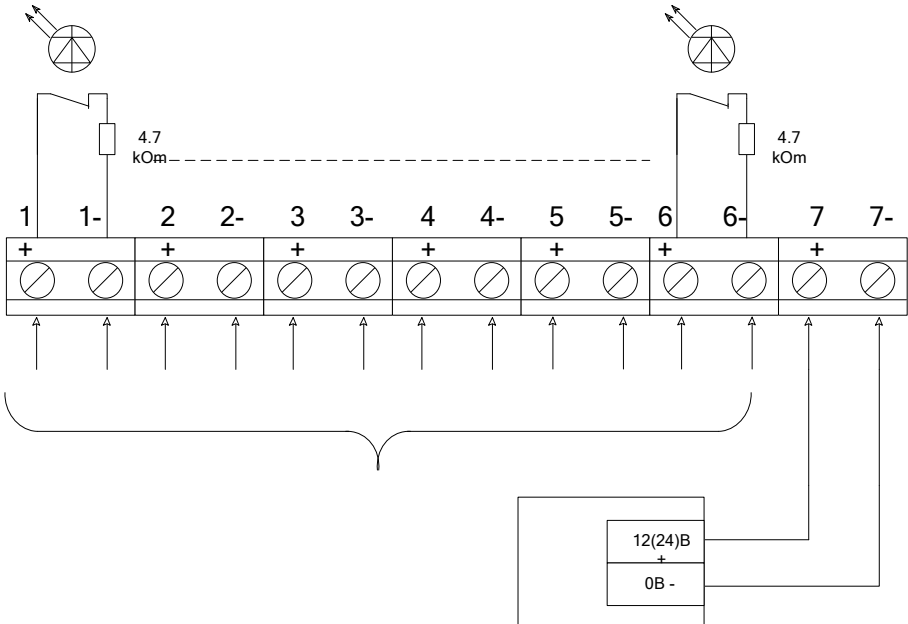 4.7
kOm
4.7
kOm
1 1- 2 2- 3 3- 4 4- 5 5- 6 6- 7 7-
+ + + + + + +
12(24)В
+
0В -